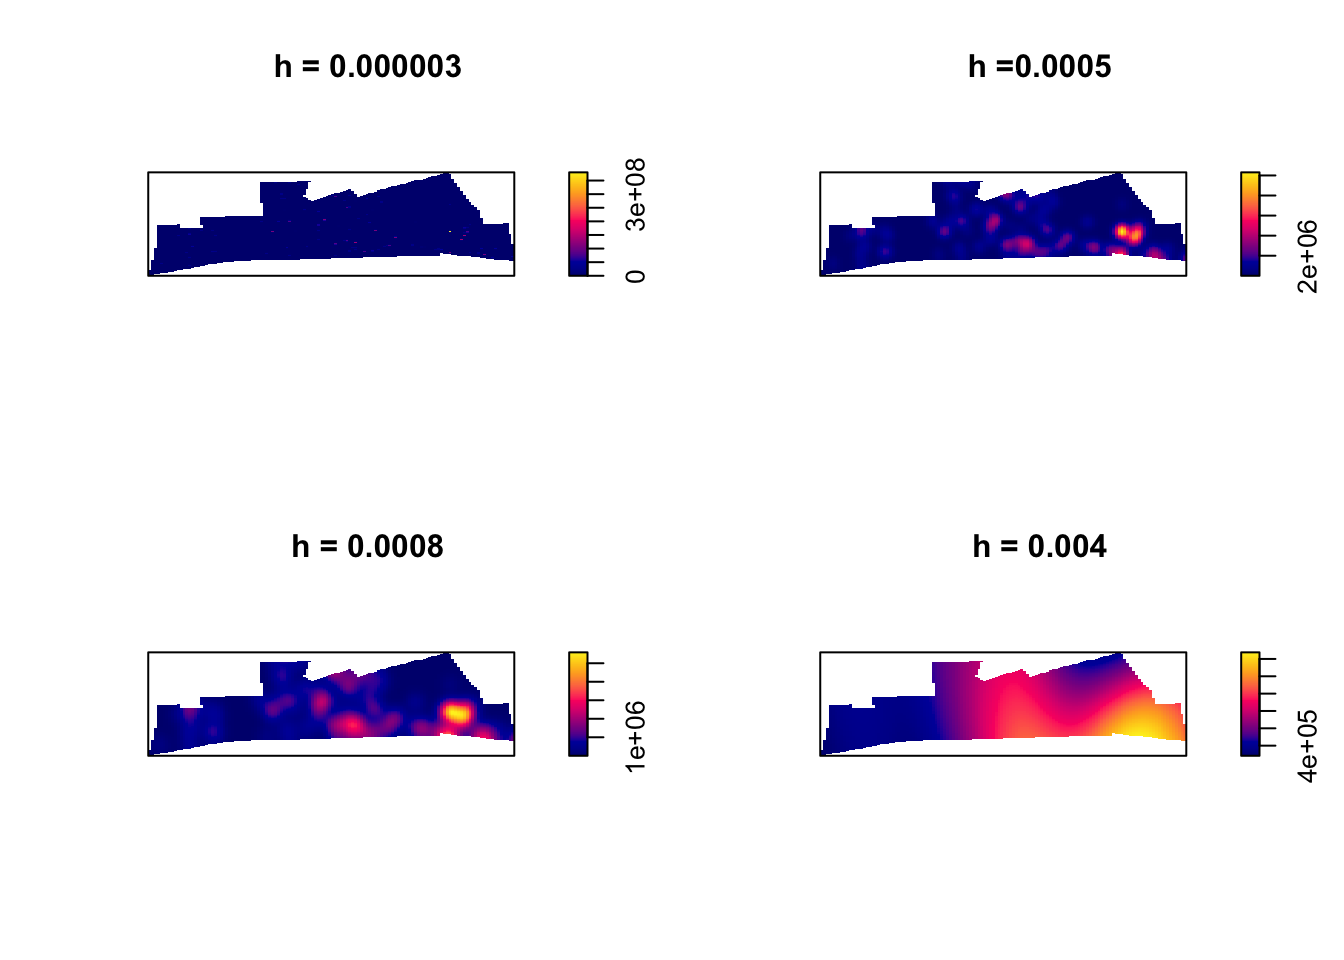 h = 0.000003
3e+08
0
h =0.0005
2e+06
h = 0.0008
1e+06
h = 0.004
4e+05